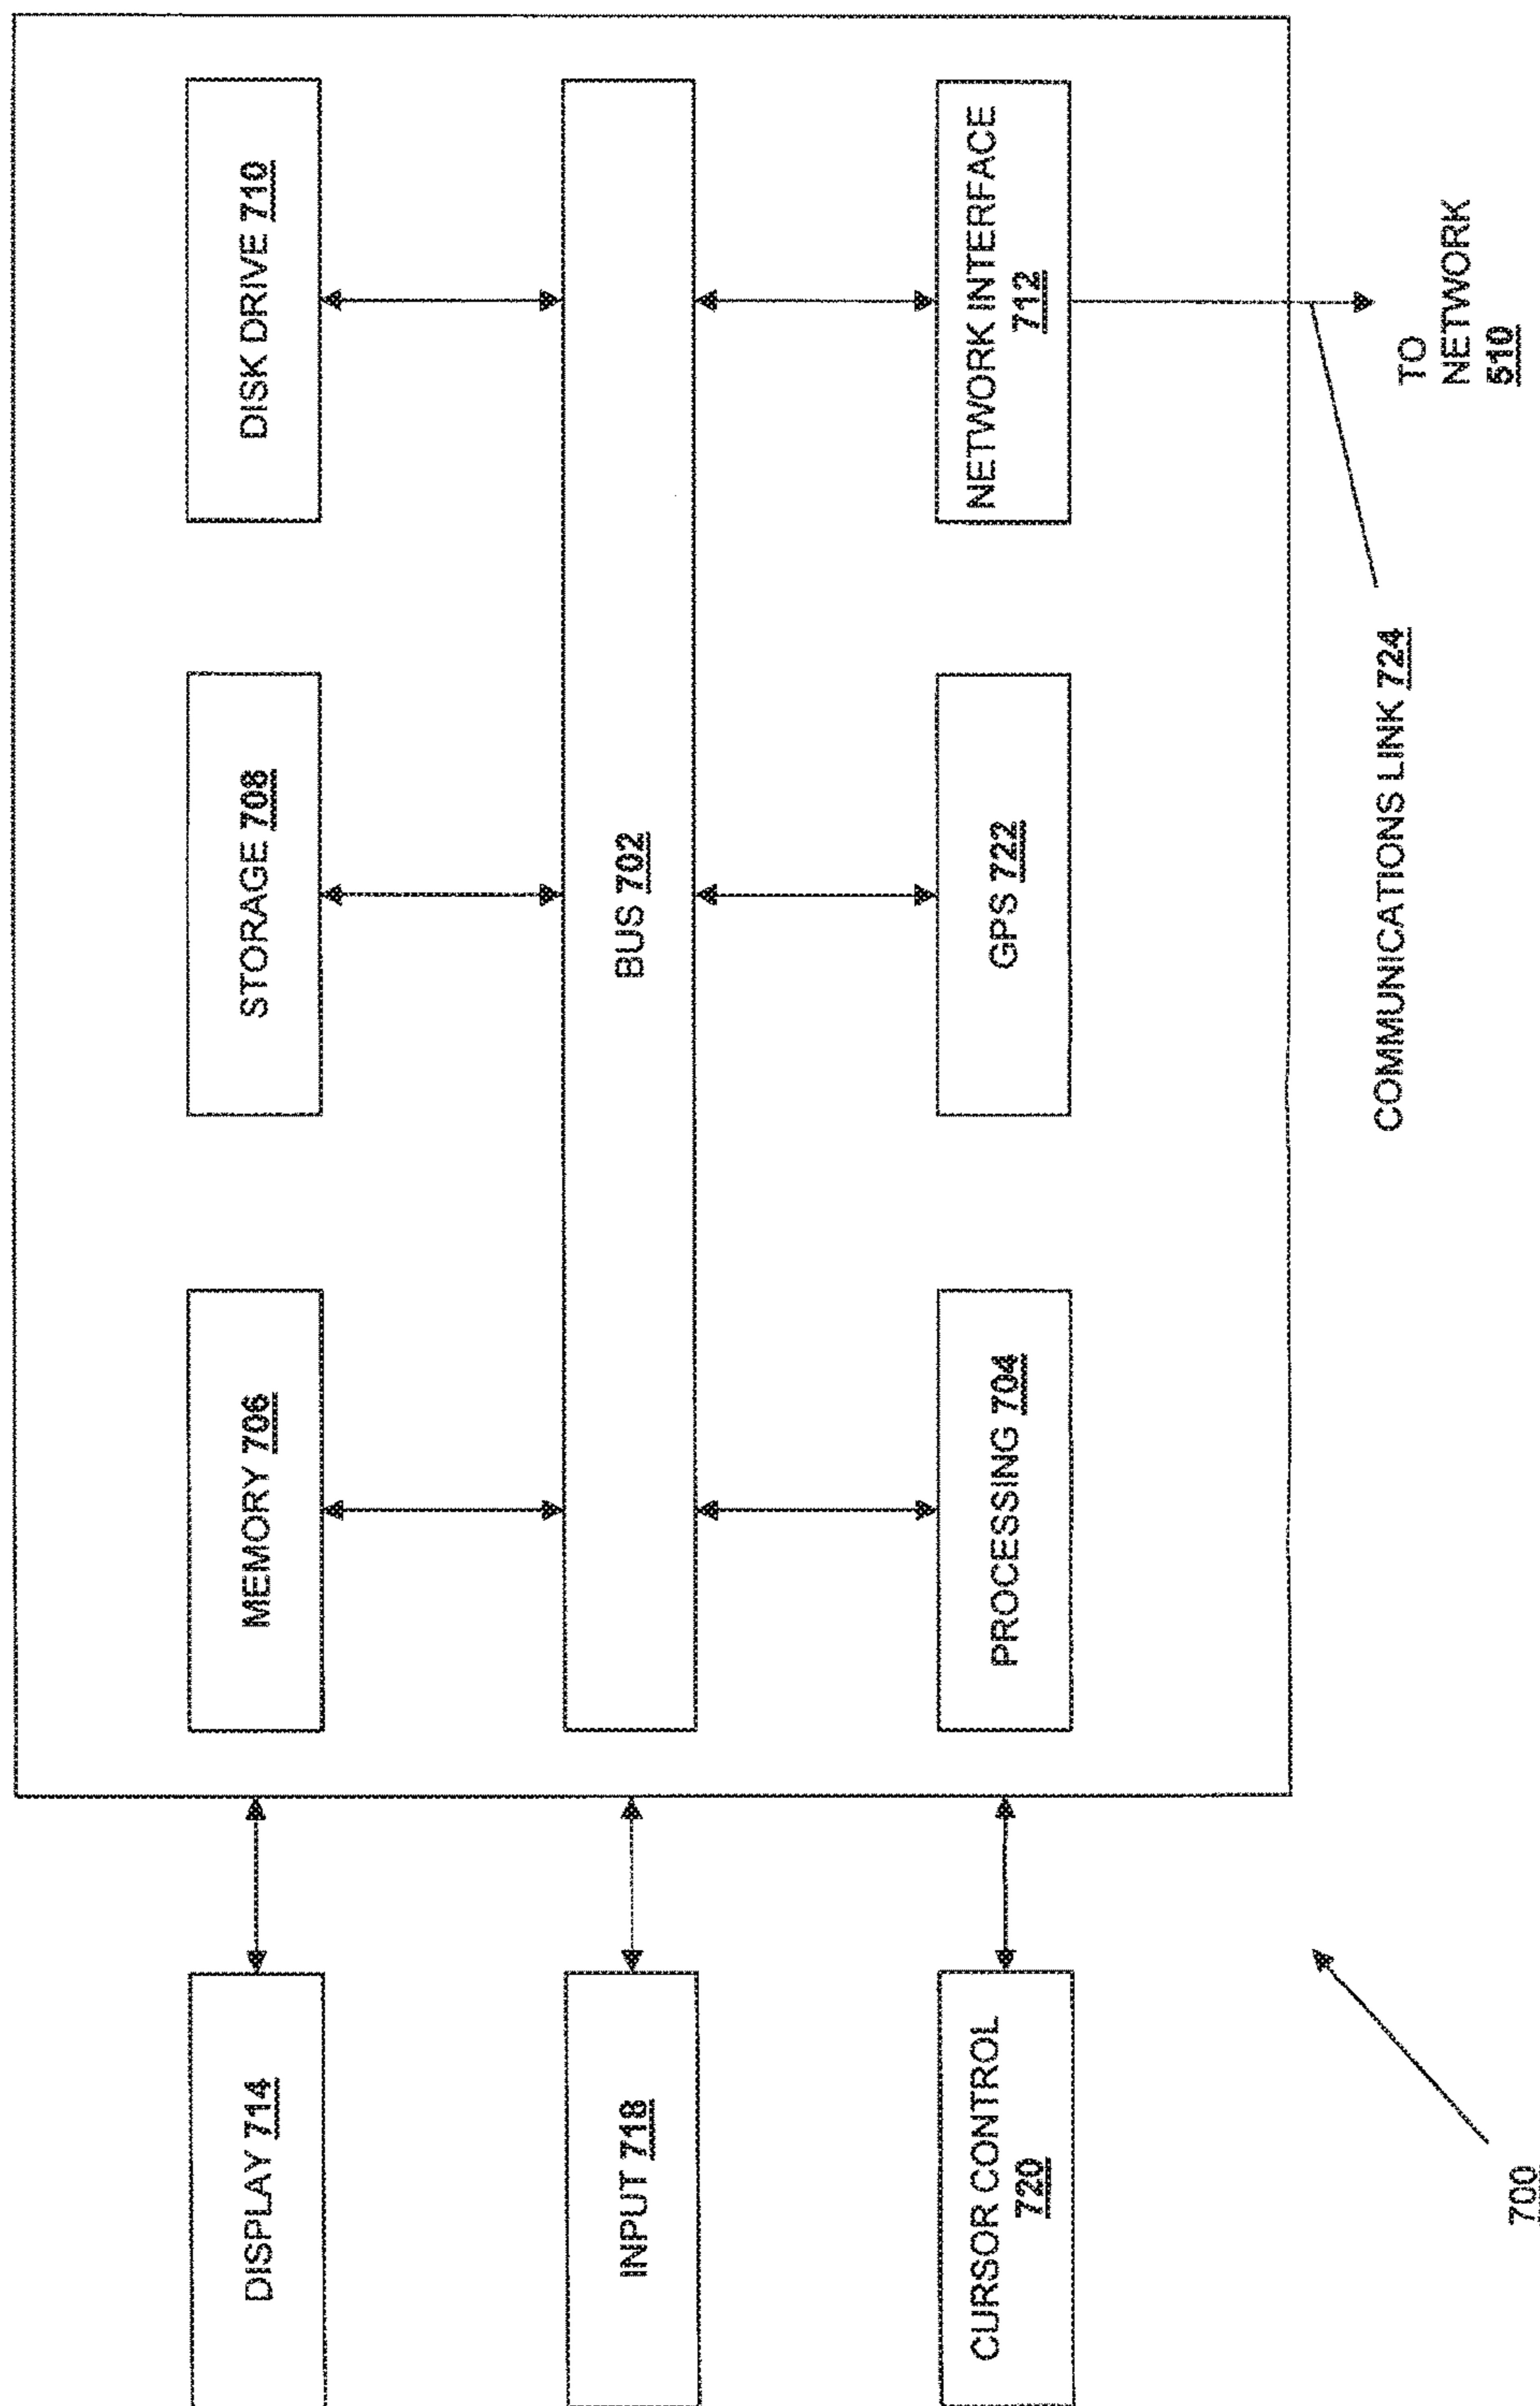 DISPLAY 714
MEMORY 706
STORAGE 708
DISK DRIVE 710
INPUT 718
BUS 702
CURSOR CONTROL
720
PROCESSING 704
GPS 722
NETWORK INTERFACE
712
COMMUNICATIONS LINK 724
TO
NETWORK
510
700